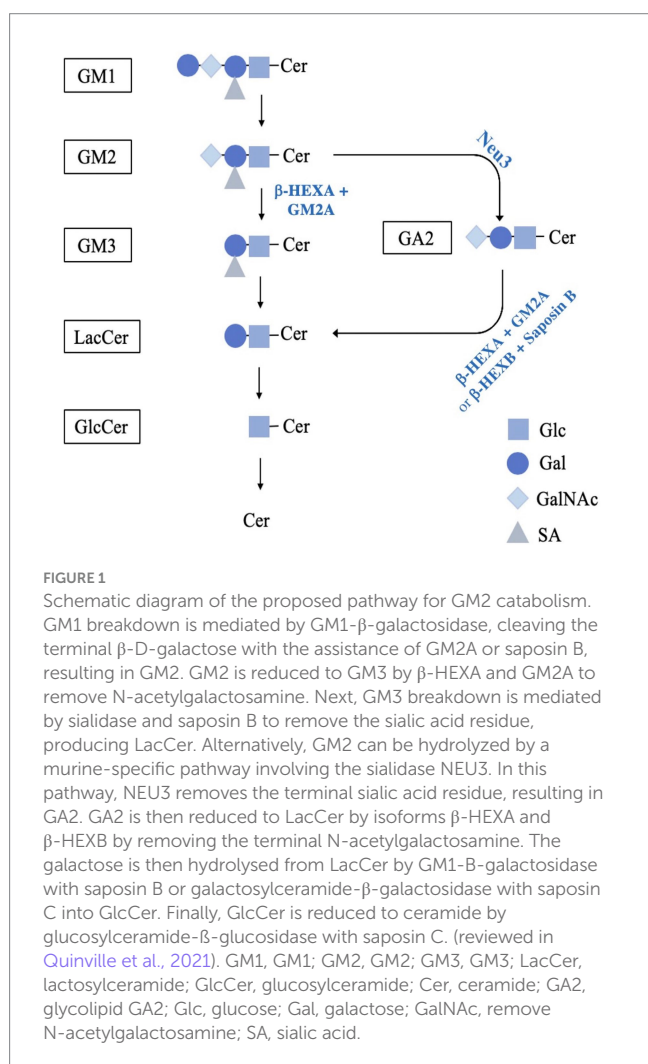 GM1
Cer
GM2
Cer
Neu3
β-HEXA +
GM2A
GM3
Cer
GA2
Cer
LacCer
Cer
β-HEXA + GM2A
or β-HEXB + Saposin B
GlcCer
Cer
Glc
Gal
Cer
GalNAc
SA
FIGURE 1
Schematic diagram of the proposed pathway for GM2 catabolism.
GM1 breakdown is mediated by GM1-β-galactosidase, cleaving the
terminal β-D-galactose with the assistance of GM2A or saposin B,
resulting in GM2. GM2 is reduced to GM3 by β-HEXA and GM2A to
remove N-acetylgalactosamine. Next, GM3 breakdown is mediated
by sialidase and saposin B to remove the sialic acid residue,
producing LacCer. Alternatively, GM2 can be hydrolyzed by a
murine-specific pathway involving the sialidase NEU3. In this
pathway, NEU3 removes the terminal sialic acid residue, resulting in
GA2. GA2 is then reduced to LacCer by isoforms β-HEXA and
β-HEXB by removing the terminal N-acetylgalactosamine. The
galactose is then hydrolysed from LacCer by GM1-B-galactosidase
with saposin B or galactosylceramide-β-galactosidase with saposin
C into GlcCer. Finally, GlcCer is reduced to ceramide by
glucosylceramide-ß-glucosidase with saposin C. (reviewed in
Quinville et al., 2021). GM1, GM1; GM2, GM2; GM3, GM3; LacCer,
lactosylceramide; GlcCer, glucosylceramide; Cer, ceramide; GA2,
glycolipid GA2; Glc, glucose; Gal, galactose; GalNAc, remove
N-acetylgalactosamine; SA, sialic acid.